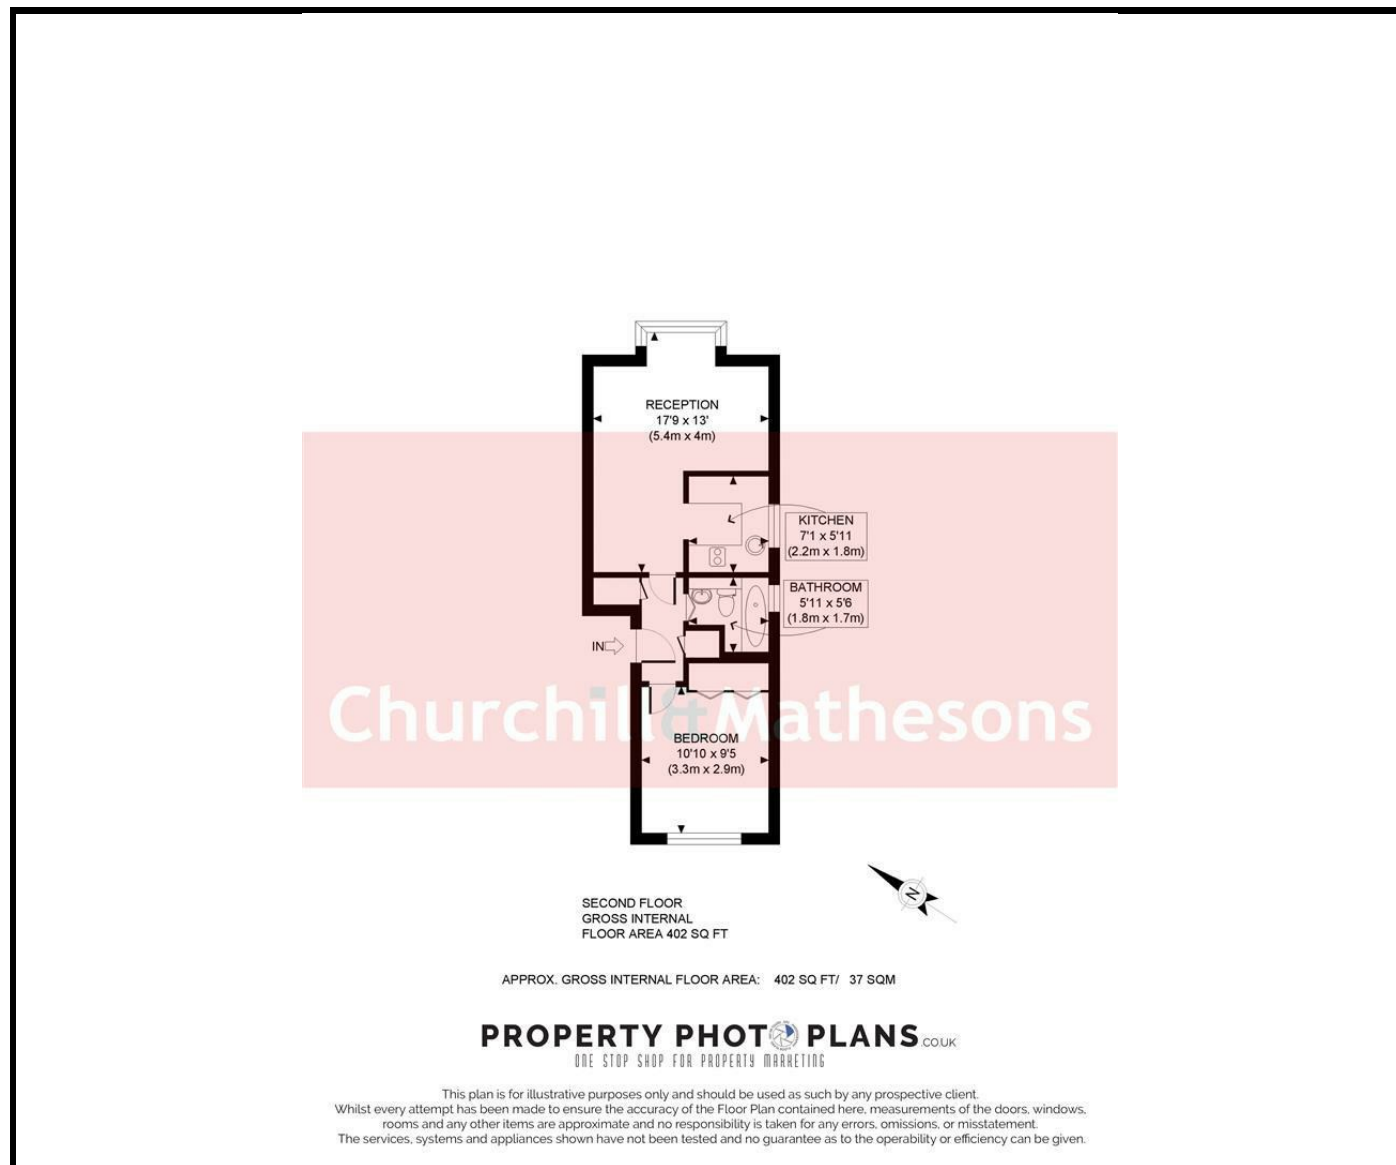 RECEPTION
17'9 x 13'
(5.4m x 4m)
KITCHEN
7'1 x 5'11
(2.2m x 1.8m)
BATHROOM
5'11 x 5'6
(1.8m x 1.7m)
IN
Churchill & Mathesons
BEDROOM
10'10 x 9'5
(3.3m x 2.9m)
N
SECOND FLOOR
GROSS INTERNAL
FLOOR AREA 402 SQ FT
APPROX. GROSS INTERNAL FLOOR AREA: 402 SQ FT/ 37 SQM
PROPERTY PHOTO PLANS.CO.UK
ONE STOP SHOP FOR PROPERTY MARKETING
This plan is for illustrative purposes only and should be used as such by any prospective client.
Whilst every attempt has been made to ensure the accuracy of the Floor Plan contained here, measurements of the doors, windows,
rooms and any other items are approximate and no responsibility is taken for any errors, omissions, or misstatement.
The services, systems and appliances shown have not been tested and no guarantee as to the operability or efficiency can be given.